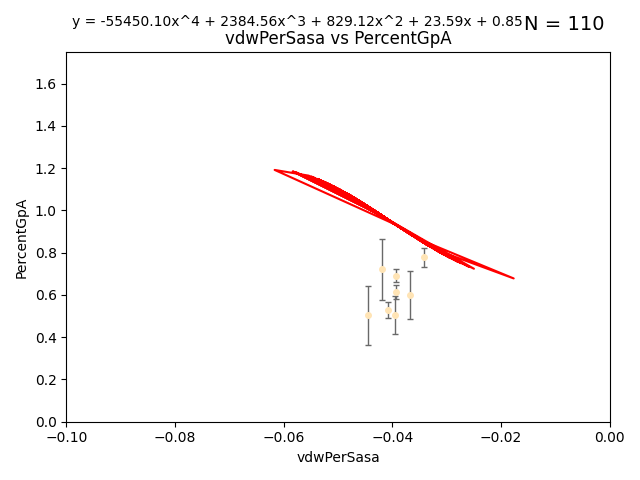 y = -55450.10x^4 + 2384.56x^3 + 829.12x^2 + 23.59x + 0.85 N = 110
vdwPerSasa vs PercentGpA
1.6
1.4
1.2
1.0
0.8
0.6
0.4
0.2
0.0
PercentGpA
−0.10 −0.08 −0.06 −0.04 −0.02 0.00
vdwPerSasa